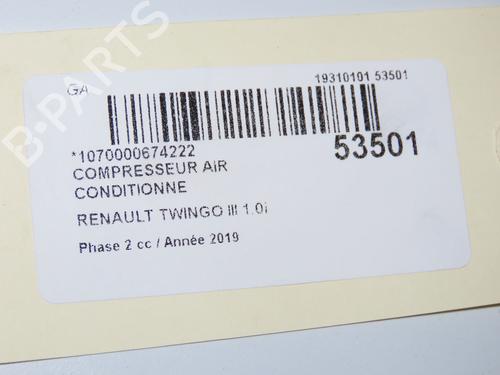 B-PARTS
GA
19310101 53501
*1070000674222
53501
COMPRESSEUR AIR
CONDITIONNE
RENAULT TWINGO III 1.0i
Phase 2 cc / Année 2019